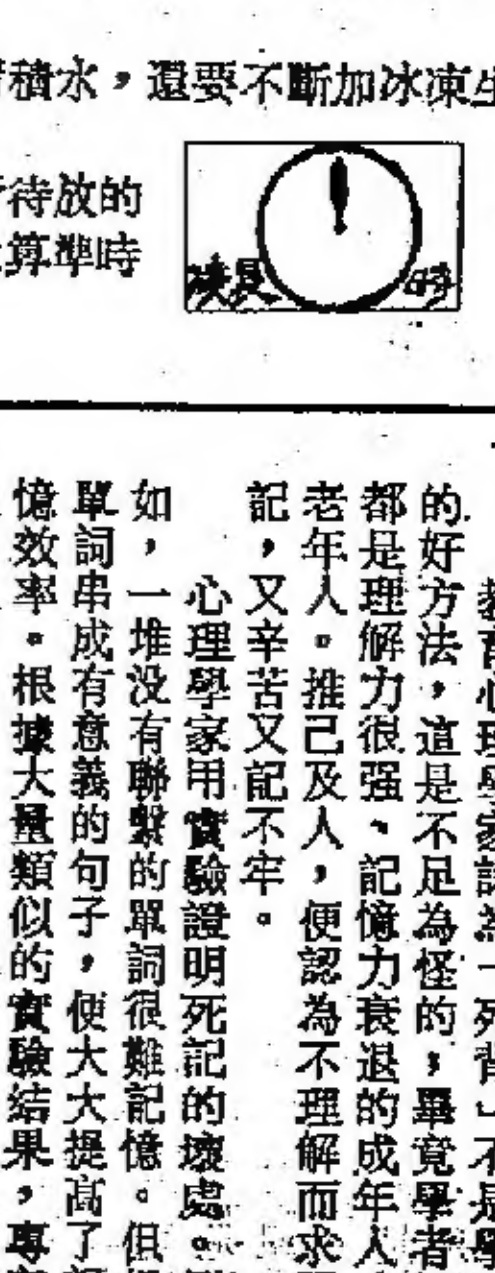 積水，還要不斷加冰凍生
待放的
算準時
時
教育心理學家認為「死背」不是學
的好方法，這是不足為怪的，畢竟學者
都是理解力很强、記憶力衰退的成年人
老年人。推己及人，便認為不理解而求
記，又辛苦又記不牢。
心理學家用實驗證明死記的壞處。
如，一堆没有聯繫的單詞很難記憶。但
單詞串成有意義的句子，便大大提高了
憶效率。根據大量類似的實驗結果，專